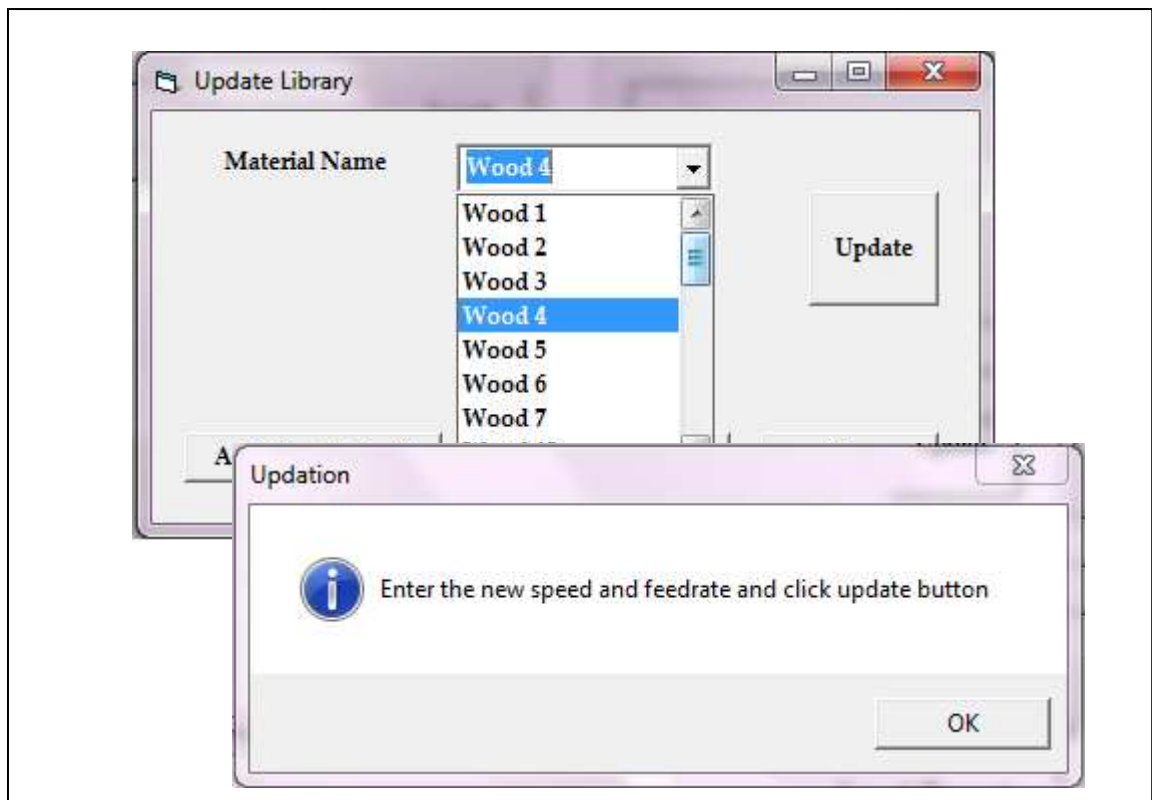 Update Library
Material Name
Wood 4
Wood 1
Wood 2
Update
Wood 3
Wood 4
Wood 5
Wood 6
Wood 7
Updation
Enter the new speed and feedrate and click update button
OK